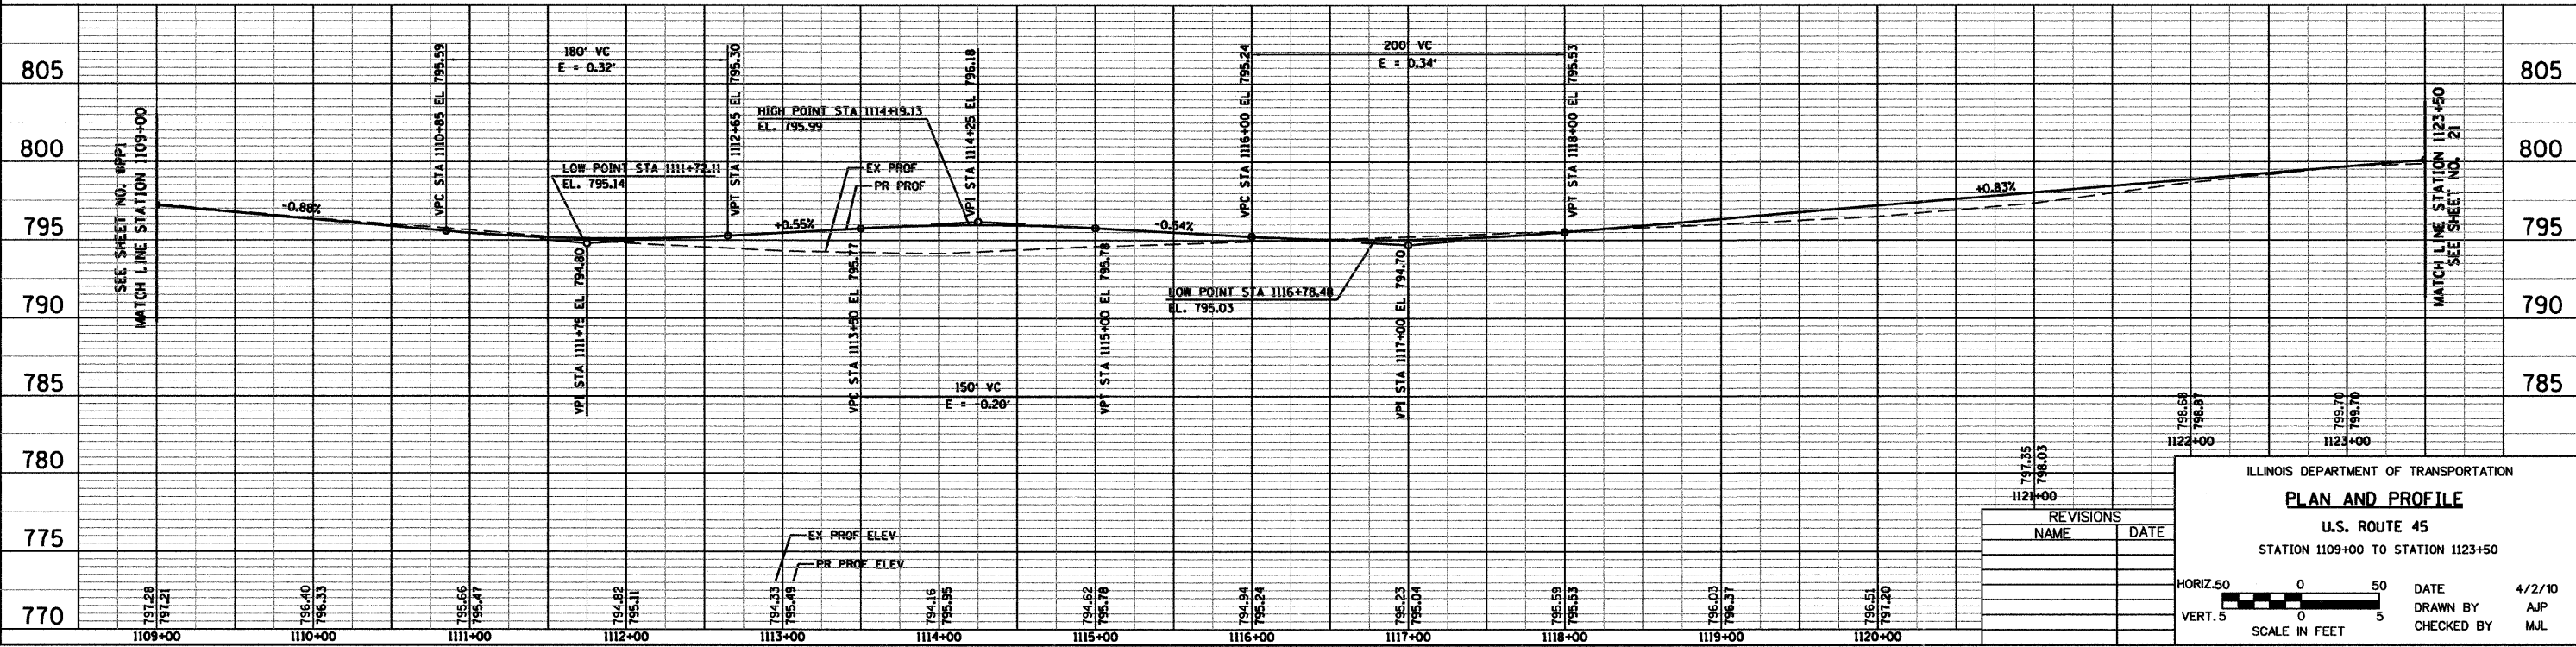 805
800
795
790
785
780
775
770
SEE SHEET NO. #PP1
MATCH LINE STATION 1109+00
-0.88%
VPC STA 1110+85 EL 795.59
180' VC
E = 0.32'
LOW POINT STA 1111+72.11
EL. 795.14
VPI STA 1111+75 EL 794.80
VPT STA 1112+65 EL 795.30
HIGH POINT STA 1114+19.13
EL. 795.99
EX PROF
PR PROF
+0.55%
VPC STA 1113+50 EL 795.77
VPI STA 1114+25 EL 796.18
150' VC
E = -0.20'
VPT STA 1115+00 EL 795.78
-0.54%
VPC STA 1116+00 EL 795.24
200' VC
E = 0.34'
LOW POINT STA 1116+78.48
EL. 795.03
VPI STA 1117+00 EL 794.70
VPT STA 1118+00 EL 795.53
+0.83%
MATCH LINE STATION 1123+50
SEE SHEET NO. 21
805
800
795
790
785
EX PROF ELEV
PR PROF ELEV
797.28
797.21
1109+00
796.40
796.33
1110+00
795.66
795.47
1111+00
794.82
795.11
1112+00
794.33
795.49
1113+00
794.16
795.95
1114+00
794.62
795.78
1115+00
794.94
795.24
1116+00
795.23
795.04
1117+00
795.59
795.53
1118+00
796.03
796.37
1119+00
796.51
797.20
1120+00
797.35
798.03
1121+00
798.68
798.87
1122+00
799.70
799.70
1123+00
REVISIONS
NAME DATE
ILLINOIS DEPARTMENT OF TRANSPORTATION
PLAN AND PROFILE
U.S. ROUTE 45
STATION 1109+00 TO STATION 1123+50
HORIZ. 50 0 50
VERT. 5 0 5
SCALE IN FEET
DATE 4/2/10
DRAWN BY AJP
CHECKED BY MJL